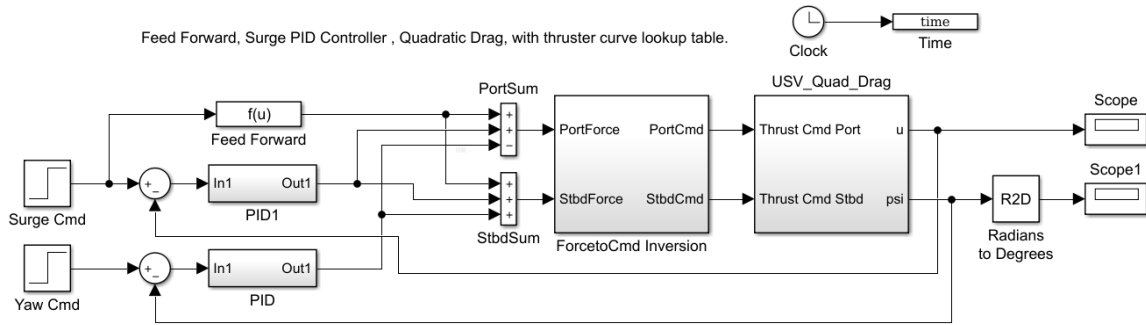 time
Clock
Time
Feed Forward, Surge PID Controller , Quadratic Drag, with thruster curve lookup table.
PortSum
USV_Quad_Drag
Scope
f(u)
Feed Forward
+
+
−
PortForce
PortCmd
StbdForce
StbdCmd
ForcetoCmd Inversion
Thrust Cmd Port
u
Thrust Cmd Stbd
psi
Scope1
Surge Cmd
+
−
In1
Out1
PID1
+
+
+
StbdSum
R2D
Radians
to Degrees
Yaw Cmd
+
−
In1
Out1
PID